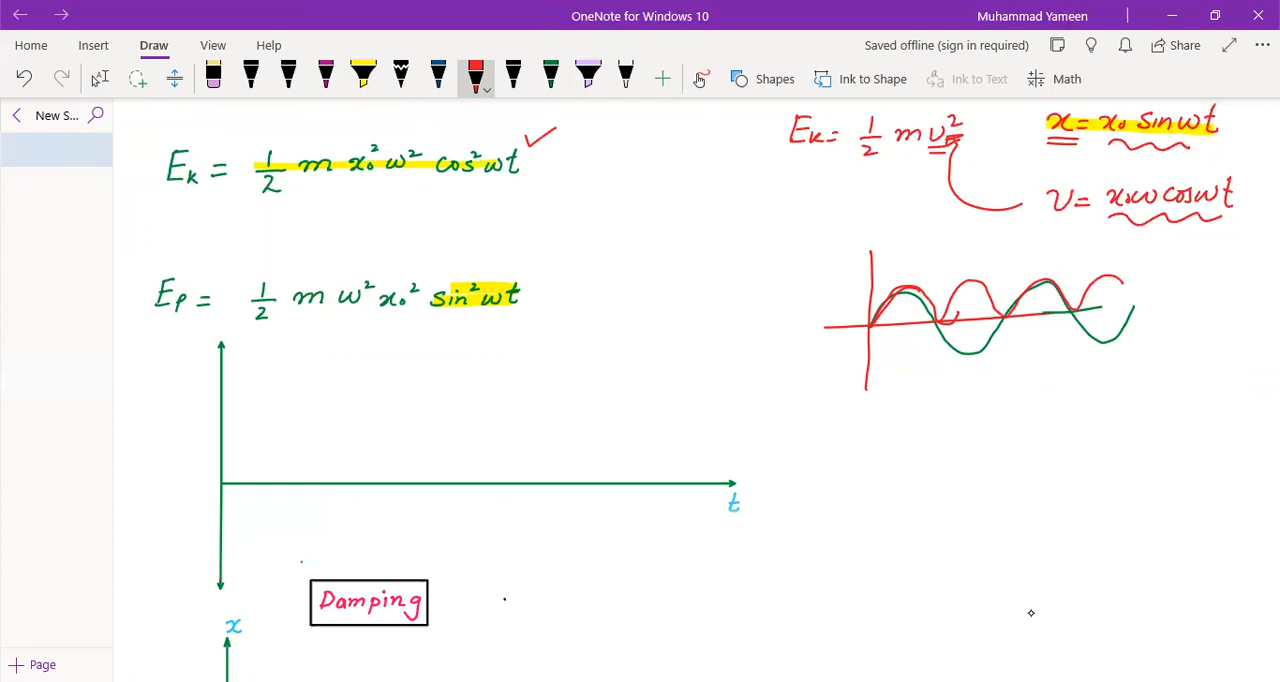 OneNote for Windows 10
Muhammad Yameen
Home Insert Draw View Help
Saved offline (sign in required)
Share
Shapes
Ink to Shape
Ink to Text
Math
New S...
Eₖ = 1/2 m x₀² ω² cos² ωt
Eₖ = 1/2 m v²
x = x₀ sin ωt
v = x₀ω cos ωt
Eₚ = 1/2 m ω² x₀² sin² ωt
t
Damping
x
Page